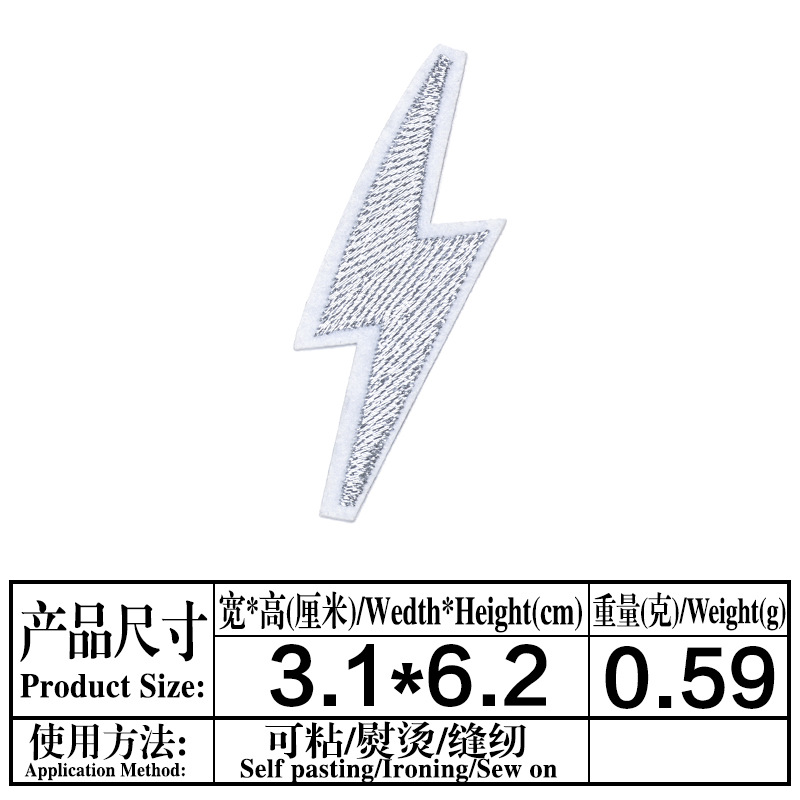 产品尺寸
Product Size:
宽*高(厘米)/Wedth*Height(cm)
重量(克)/Weight(g)
3.1*6.2
0.59
使用方法:
Application Method:
可粘/熨烫/缝纫
Self pasting/Ironing/Sew on